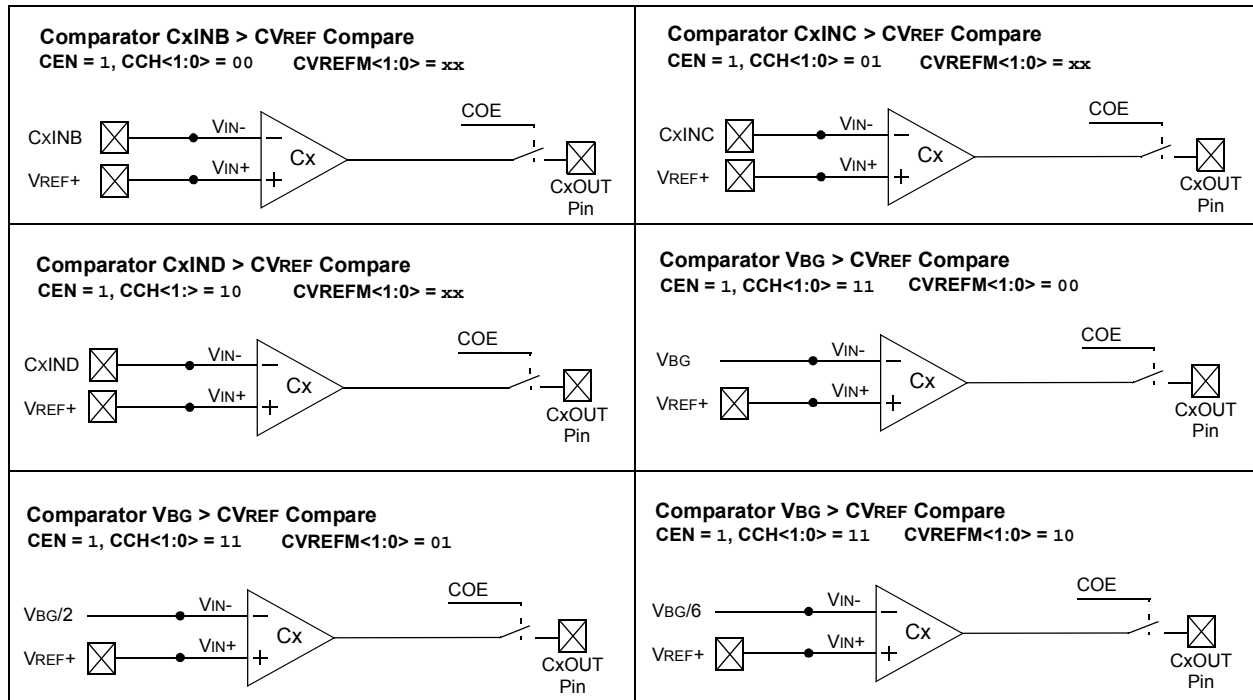 Comparator CxINB > CVREF Compare
CEN = 1, CCH<1:0> = 00 CVREFM<1:0> = xx
COE
CxINB
VIN-
VREF+
VIN+
Cx
CxOUT
Pin
Comparator CxINC > CVREF Compare
CEN = 1, CCH<1:0> = 01 CVREFM<1:0> = xx
COE
CxINC
VIN-
VREF+
VIN+
Cx
CxOUT
Pin
Comparator CxIND > CVREF Compare
CEN = 1, CCH<1:> = 10 CVREFM<1:0> = xx
COE
CxIND
VIN-
VREF+
VIN+
Cx
CxOUT
Pin
Comparator VBG > CVREF Compare
CEN = 1, CCH<1:0> = 11 CVREFM<1:0> = 00
COE
VBG
VIN-
VREF+
VIN+
Cx
CxOUT
Pin
Comparator VBG > CVREF Compare
CEN = 1, CCH<1:0> = 11 CVREFM<1:0> = 01
COE
VBG/2
VIN-
VREF+
VIN+
Cx
CxOUT
Pin
Comparator VBG > CVREF Compare
CEN = 1, CCH<1:0> = 11 CVREFM<1:0> = 10
COE
VBG/6
VIN-
VREF+
VIN+
Cx
CxOUT
Pin